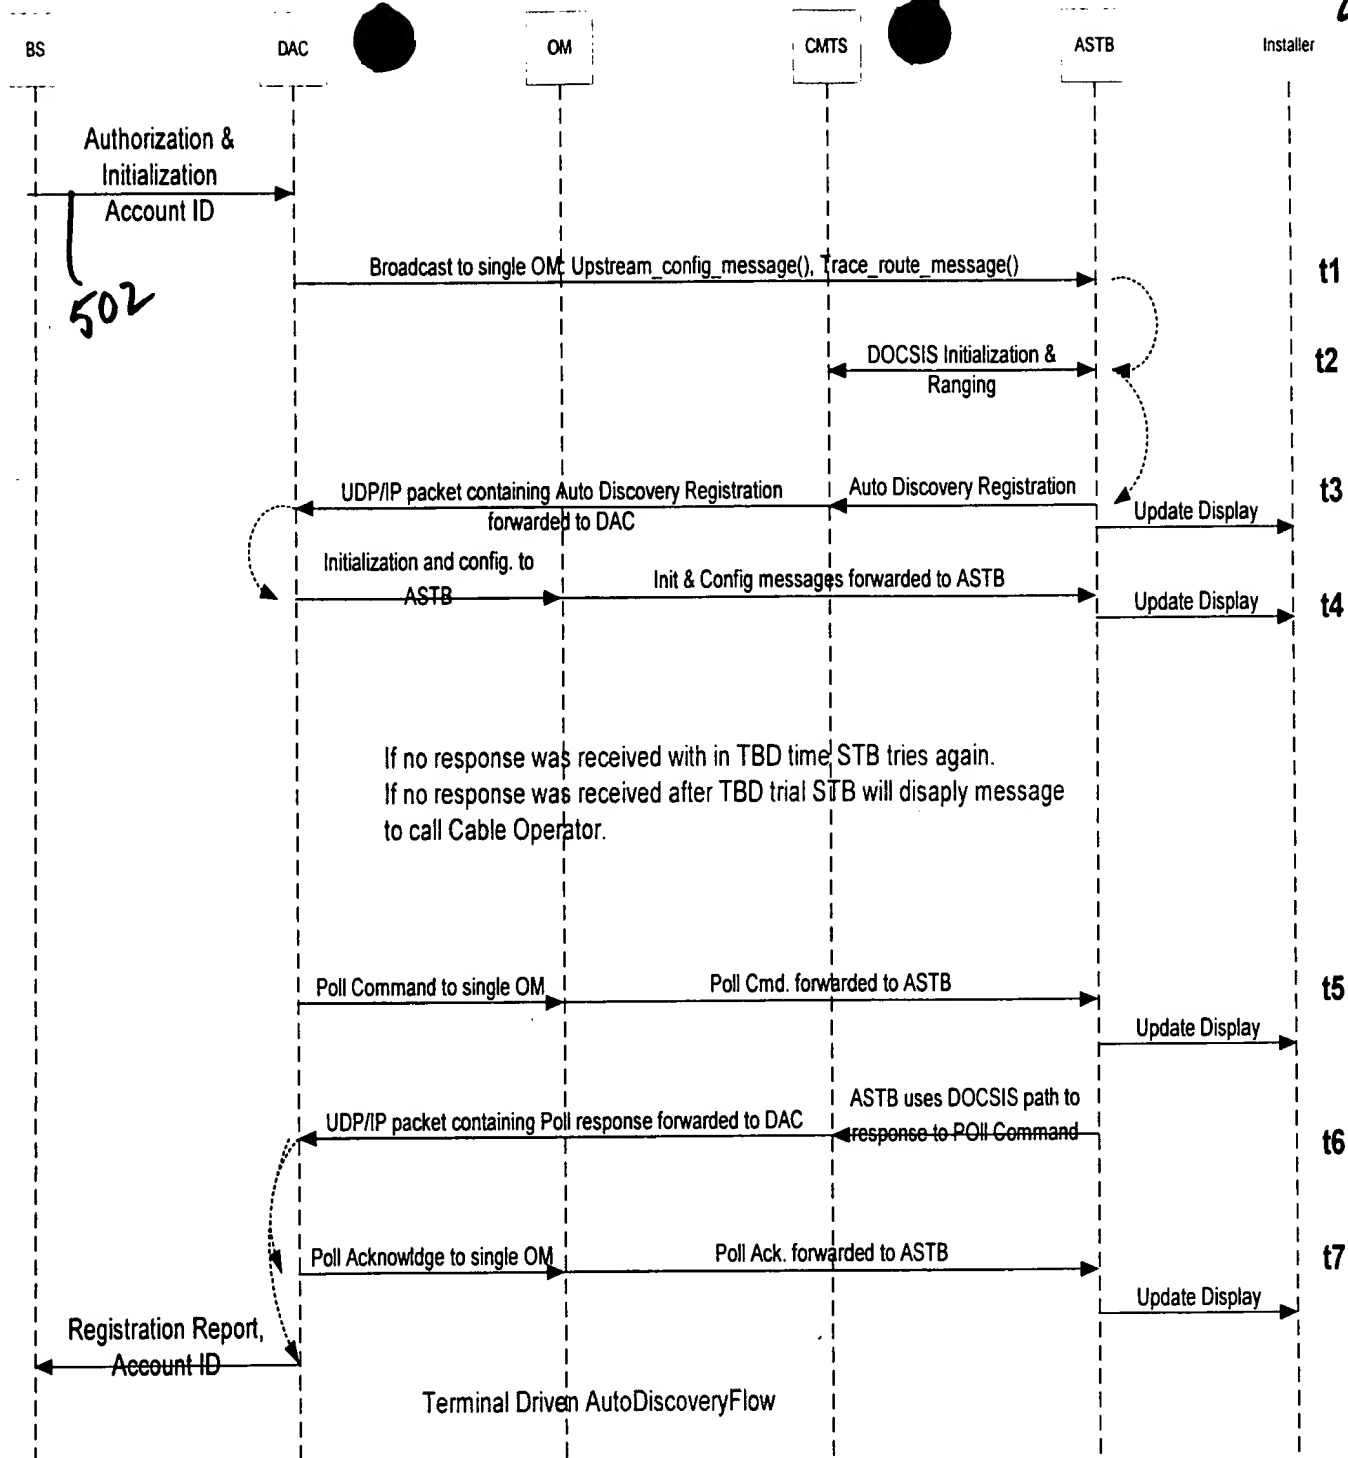 BS
DAC
OM
CMTS
ASTB
Installer
Authorization &
Initialization
Account ID
502
Broadcast to single OM: Upstream_config_message(), Trace_route_message()
t1
DOCSIS Initialization &
Ranging
t2
UDP/IP packet containing Auto Discovery Registration
forwarded to DAC
Auto Discovery Registration
t3
Update Display
Initialization and config. to
ASTB
Init & Config messages forwarded to ASTB
Update Display
t4
If no response was received with in TBD time STB tries again.
If no response was received after TBD trial STB will disaply message
to call Cable Operator.
Poll Command to single OM
Poll Cmd. forwarded to ASTB
t5
Update Display
ASTB uses DOCSIS path to
response to POll Command
UDP/IP packet containing Poll response forwarded to DAC
t6
Poll Acknowldge to single OM
Poll Ack. forwarded to ASTB
t7
Update Display
Registration Report,
Account ID
Terminal Driven AutoDiscoveryFlow